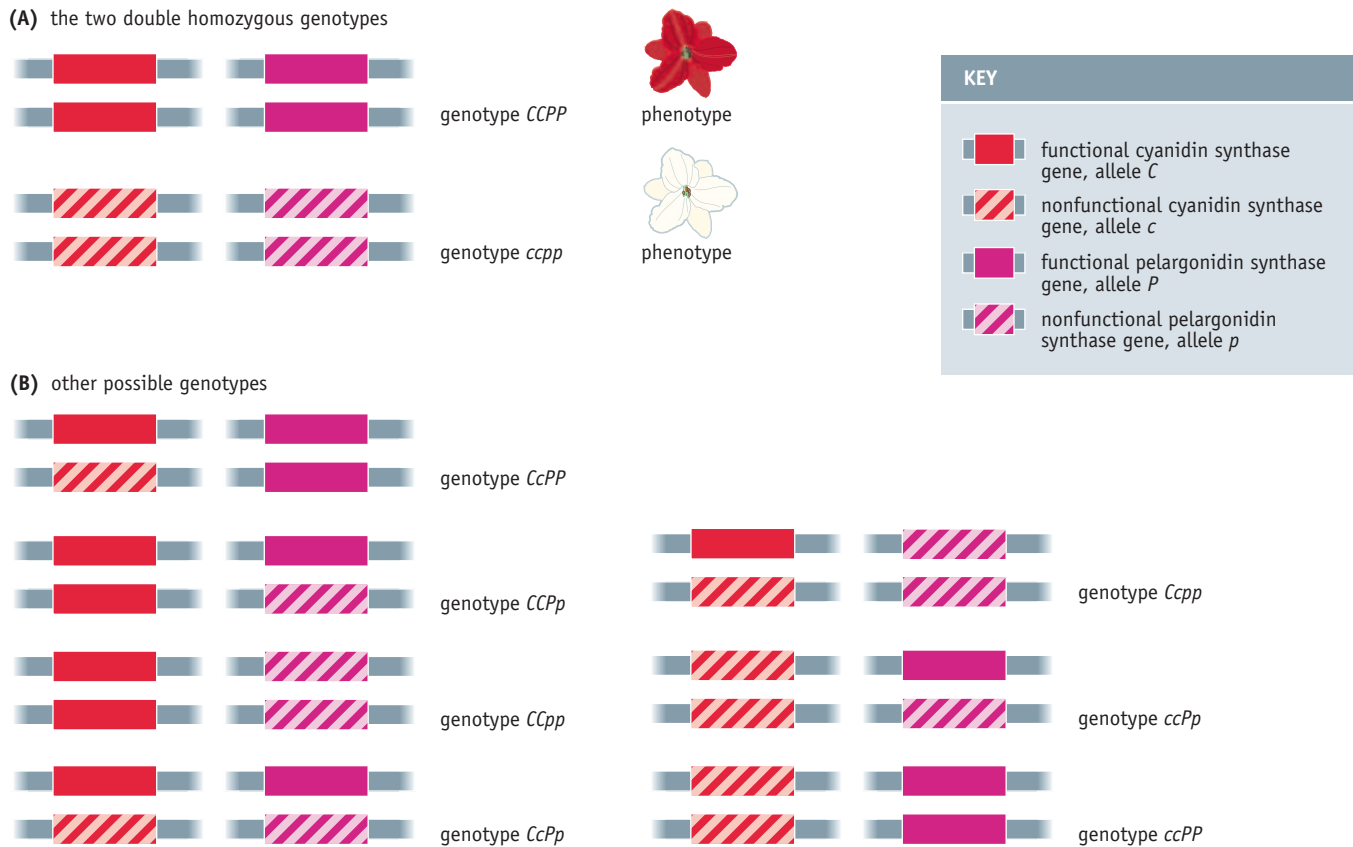 (A) the two double homozygous genotypes
genotype CCPP
phenotype
genotype ccpp
phenotype
KEY
functional cyanidin synthase
gene, allele C
nonfunctional cyanidin synthase
gene, allele c
functional pelargonidin synthase
gene, allele P
nonfunctional pelargonidin
synthase gene, allele p
(B) other possible genotypes
genotype CcPP
genotype CCPp
genotype CCpp
genotype CcPp
genotype Ccpp
genotype ccPp
genotype ccPP